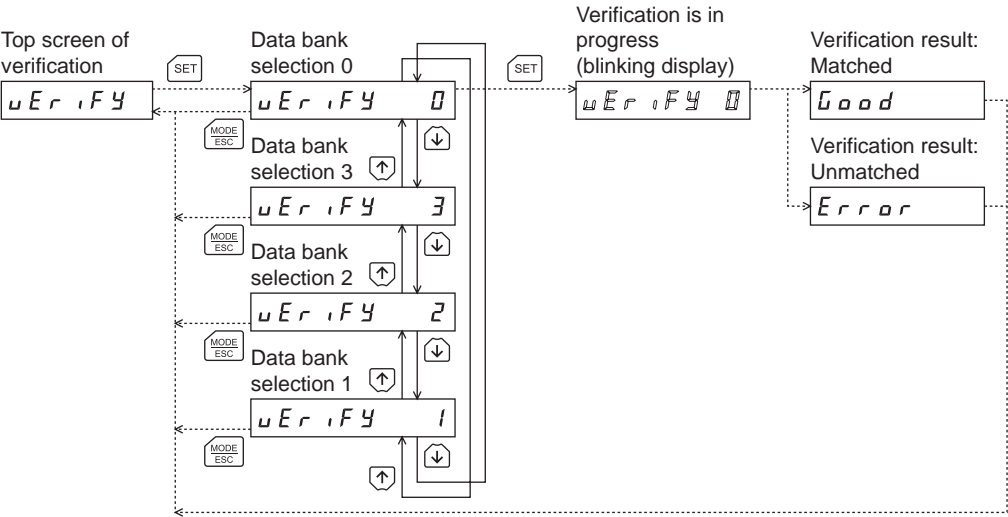 Top screen of
verification
uEriFY
SET
Data bank
selection 0
uEriFY 0
MODE
ESC
Data bank
selection 3
uEriFY 3
MODE
ESC
Data bank
selection 2
uEriFY 2
MODE
ESC
Data bank
selection 1
uEriFY 1
MODE
ESC
SET
Verification is in
progress
(blinking display)
uEriFY 0
Verification result:
Matched
Good
Verification result:
Unmatched
Error